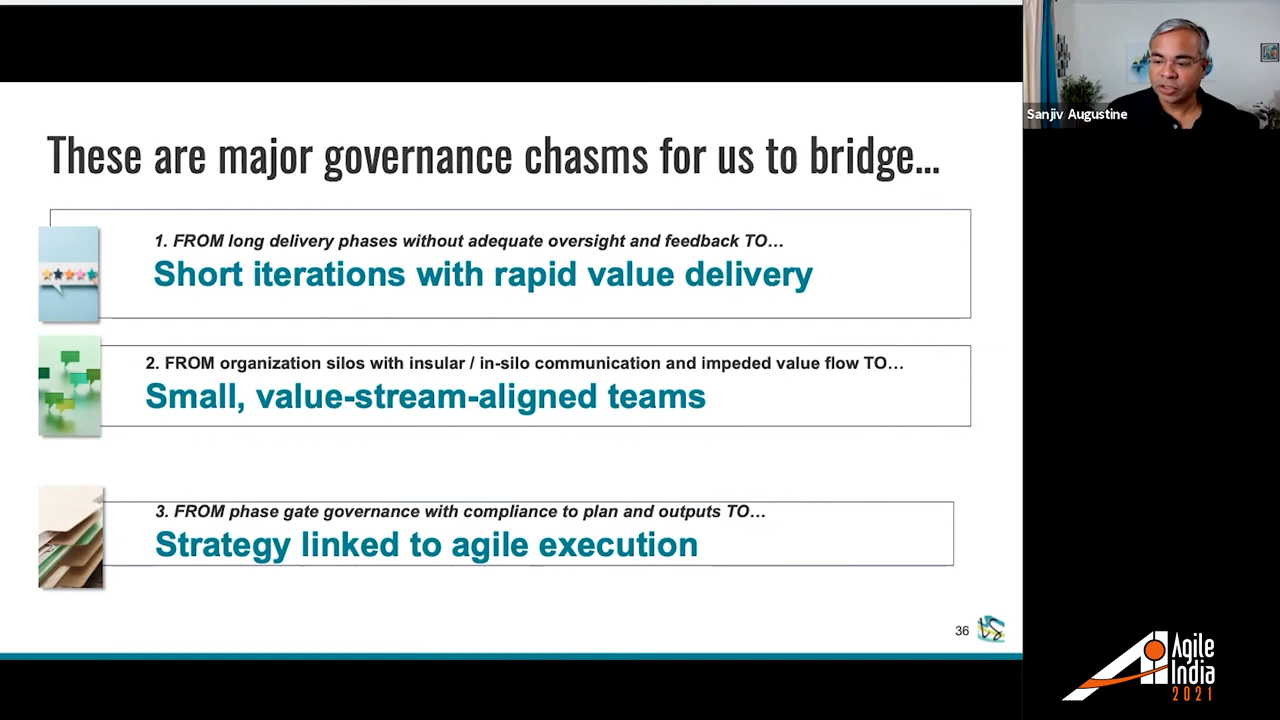 These are major governance chasms for us to bridge...
1. FROM long delivery phases without adequate oversight and feedback TO…
Short iterations with rapid value delivery
2. FROM organization silos with insular / in-silo communication and impeded value flow TO…
Small, value-stream-aligned teams
3. FROM phase gate governance with compliance to plan and outputs TO…
Strategy linked to agile execution
36
Sanjiv Augustine
Agile
India
2021